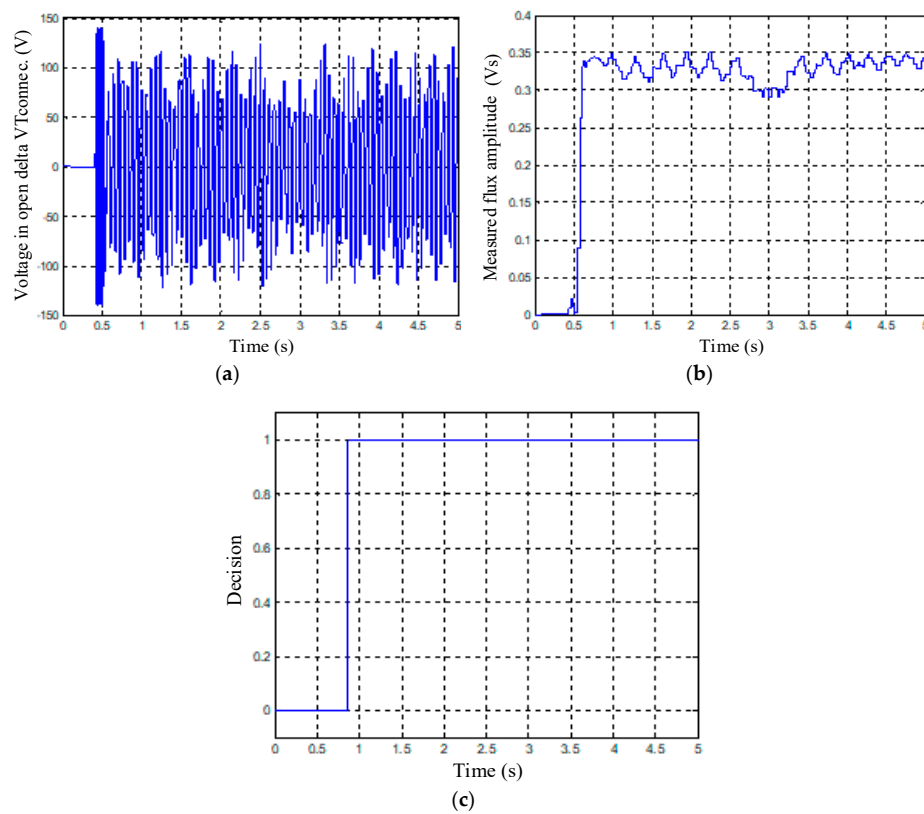 150
100
50
0
-50
-100
-150
0 0.5 1 1.5 2 2.5 3 3.5 4 4.5 5
Voltage in open delta VTconnec. (V)
Time (s)
(a)
0.4
0.35
0.3
0.25
0.2
0.15
0.1
0.05
0
0 0.5 1 1.5 2 2.5 3 3.5 4 4.5 5
Measured flux amplitude (Vs)
Time (s)
(b)
1
0.8
0.6
0.4
0.2
0
0 0.5 1 1.5 2 2.5 3 3.5 4 4.5 5
Decision
Time (s)
(c)